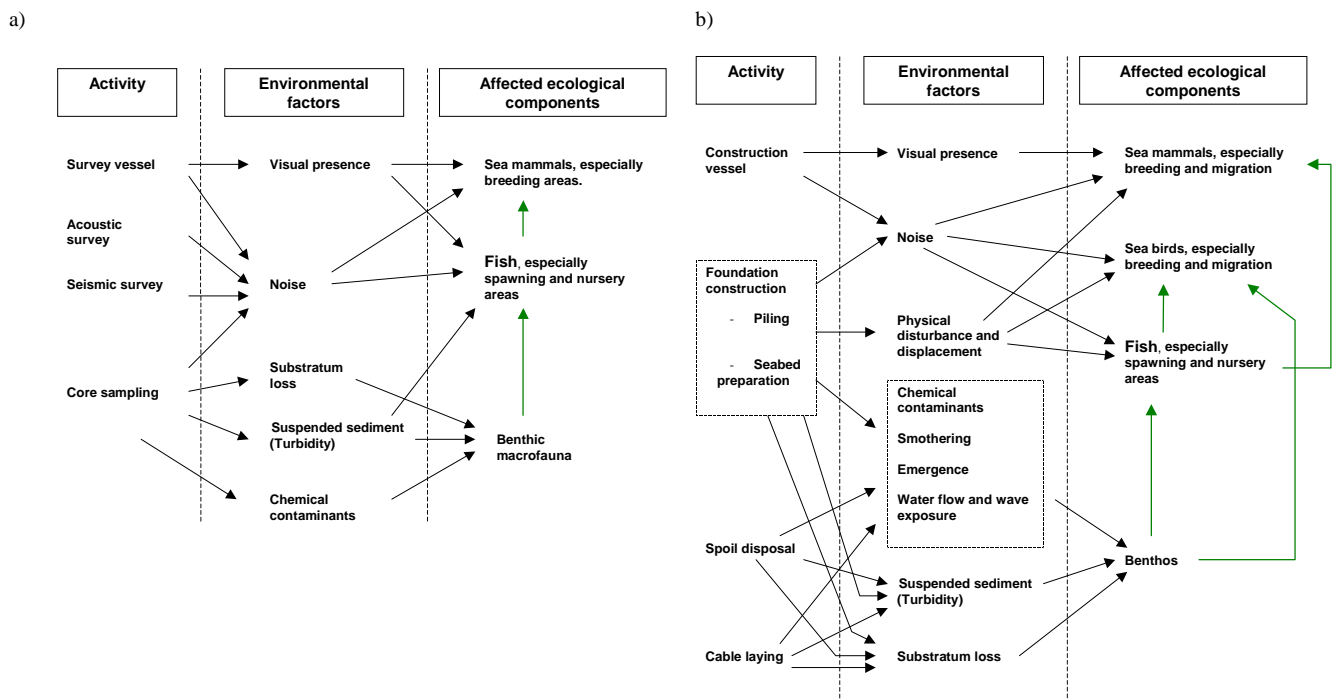 a)
Activity
Environmental
factors
Affected ecological
components
Survey vessel
Visual presence
Sea mammals, especially
breeding areas.
Acoustic
survey
Seismic survey
Noise
Fish, especially
spawning and nursery
areas
Core sampling
Substratum
loss
Suspended sediment
(Turbidity)
Benthic
macrofauna
Chemical
contaminants
b)
Activity
Environmental
factors
Affected ecological
components
Construction
vessel
Visual presence
Sea mammals, especially
breeding and migration
Noise
Sea birds, especially
breeding and migration
Foundation
construction
- Piling
- Seabed
preparation
Physical
disturbance and
displacement
Fish, especially
spawning and nursery
areas
Chemical
contaminants
Smothering
Emergence
Water flow and wave
exposure
Spoil disposal
Benthos
Suspended sediment
(Turbidity)
Cable laying
Substratum loss